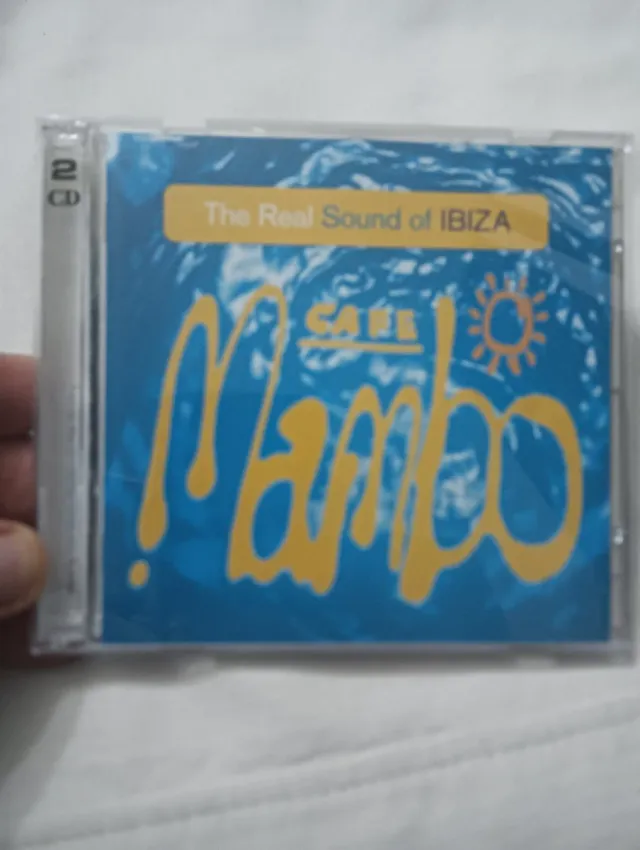 2
CD
The Real Sound of IBIZA
CAFE
Mambo